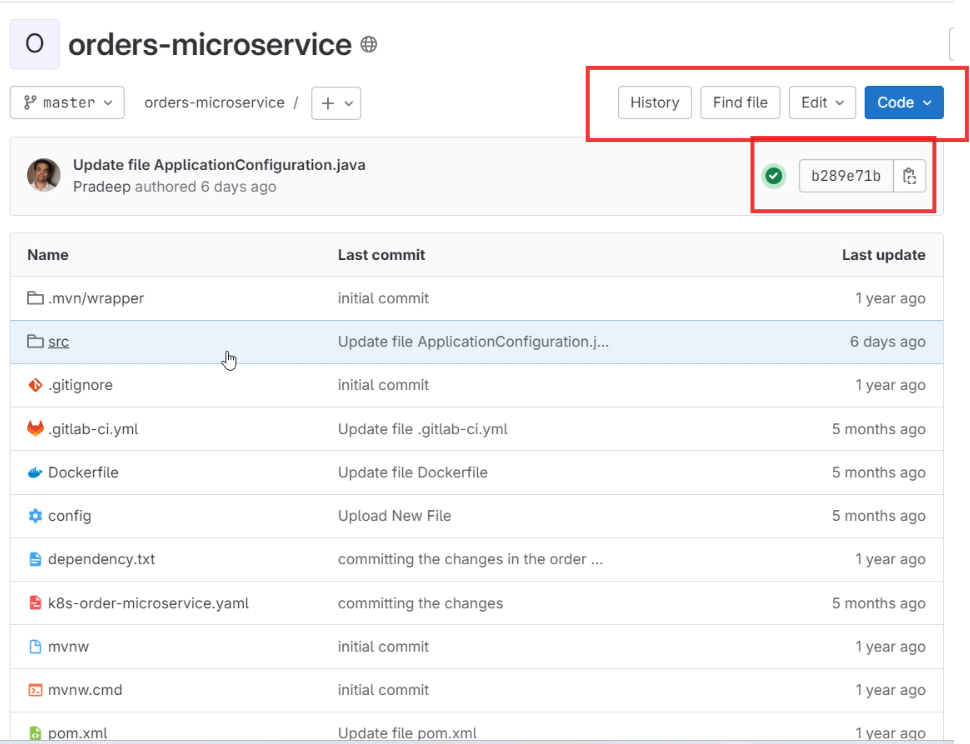 O orders-microservice
master orders-microservice / + History Find file Edit Code
Update file ApplicationConfiguration.java
Pradeep authored 6 days ago
b289e71b
Name Last commit Last update
.mvn/wrapper initial commit 1 year ago
src Update file ApplicationConfiguration.j... 6 days ago
.gitignore initial commit 1 year ago
.gitlab-ci.yml Update file .gitlab-ci.yml 5 months ago
Dockerfile Update file Dockerfile 5 months ago
config Upload New File 5 months ago
dependency.txt committing the changes in the order ... 1 year ago
k8s-order-microservice.yaml committing the changes 5 months ago
mvnw initial commit 1 year ago
mvnw.cmd initial commit 1 year ago
pom.xml Update file pom.xml 1 year ago